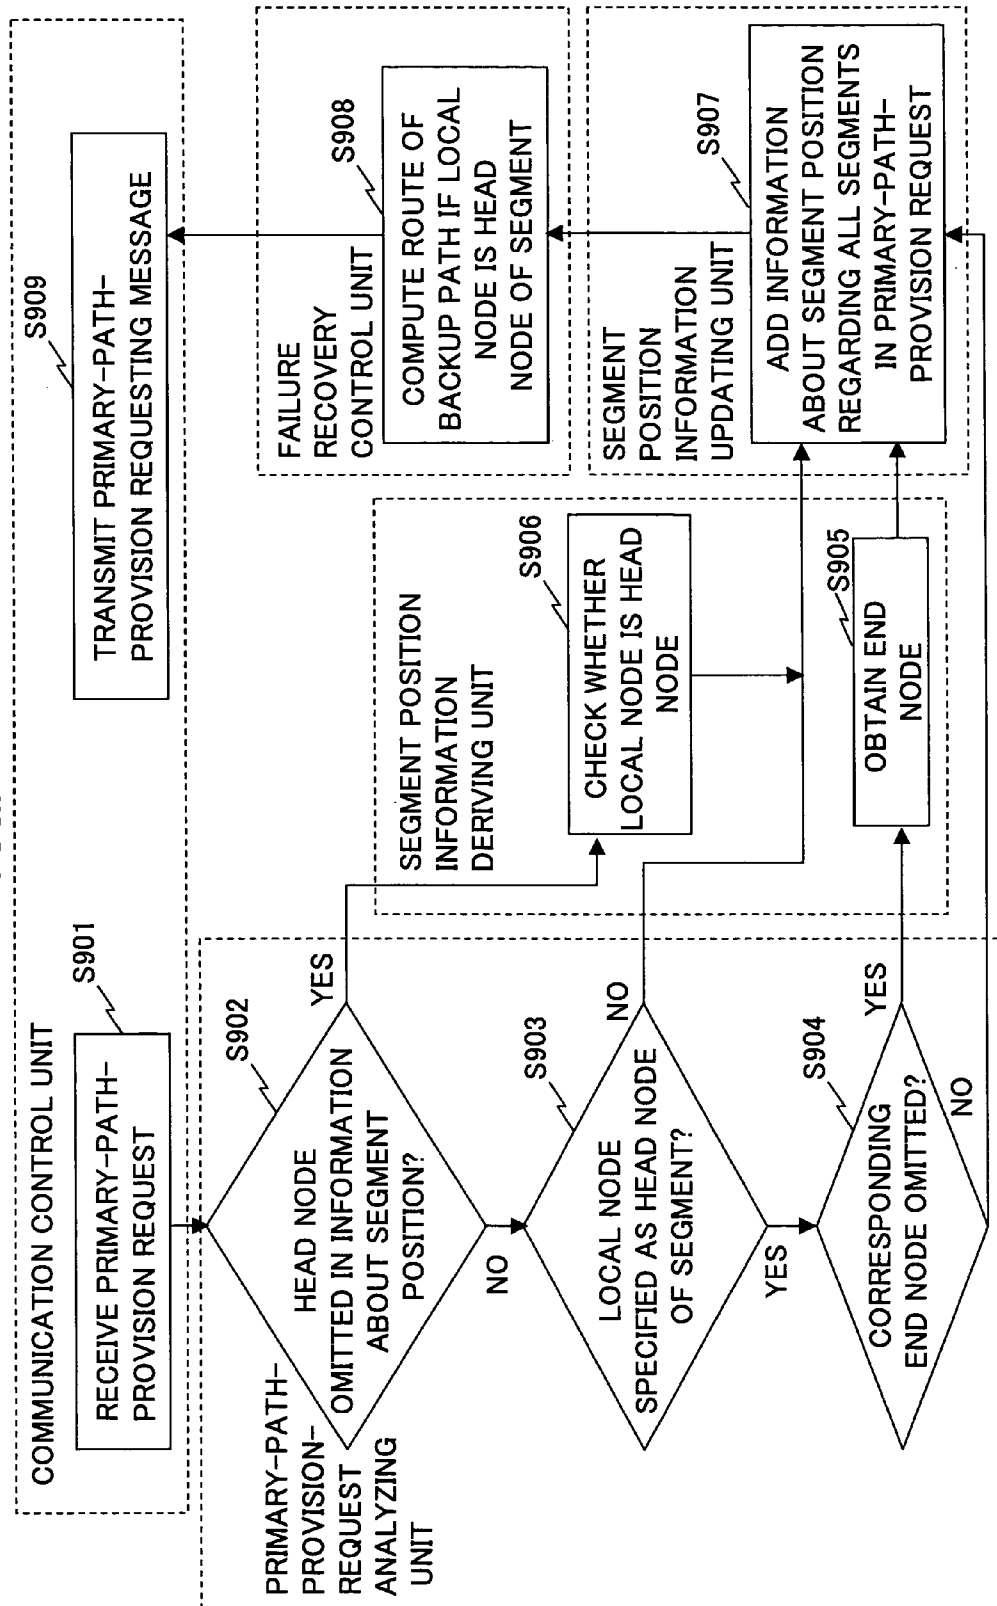 COMMUNICATION CONTROL UNIT
S901
RECEIVE PRIMARY-PATH-
PROVISION REQUEST
S909
TRANSMIT PRIMARY-PATH-
PROVISION REQUESTING MESSAGE
PRIMARY-PATH-
PROVISION-
REQUEST
ANALYZING
UNIT
S902
HEAD NODE
OMITTED IN INFORMATION
ABOUT SEGMENT
POSITION?
YES
NO
S903
LOCAL NODE
SPECIFIED AS HEAD NODE
OF SEGMENT?
NO
YES
S904
CORRESPONDING
END NODE OMITTED?
YES
NO
SEGMENT POSITION
INFORMATION
DERIVING UNIT
S906
CHECK WHETHER
LOCAL NODE IS HEAD
NODE
S905
OBTAIN END
NODE
FAILURE
RECOVERY
CONTROL UNIT
S908
COMPUTE ROUTE OF
BACKUP PATH IF LOCAL
NODE IS HEAD
NODE OF SEGMENT
SEGMENT
POSITION
INFORMATION
UPDATING UNIT
S907
ADD INFORMATION
ABOUT SEGMENT POSITION
REGARDING ALL SEGMENTS
IN PRIMARY-PATH-
PROVISION REQUEST